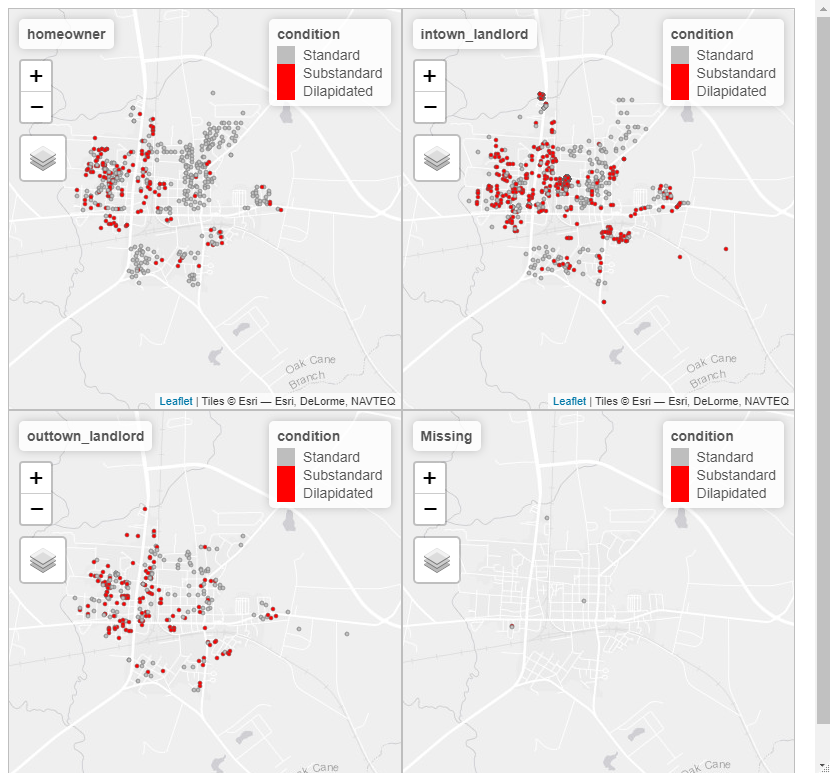 homeowner
condition
Standard
Substandard
Dilapidated
+
−
Oak Cane
Branch
Leaflet | Tiles © Esri — Esri, DeLorme, NAVTEQ
intown_landlord
condition
Standard
Substandard
Dilapidated
+
−
Oak Cane
Branch
Leaflet | Tiles © Esri — Esri, DeLorme, NAVTEQ
outtown_landlord
condition
Standard
Substandard
Dilapidated
+
−
Oak Cane
Missing
condition
Standard
Substandard
Dilapidated
+
−
Oak Cane